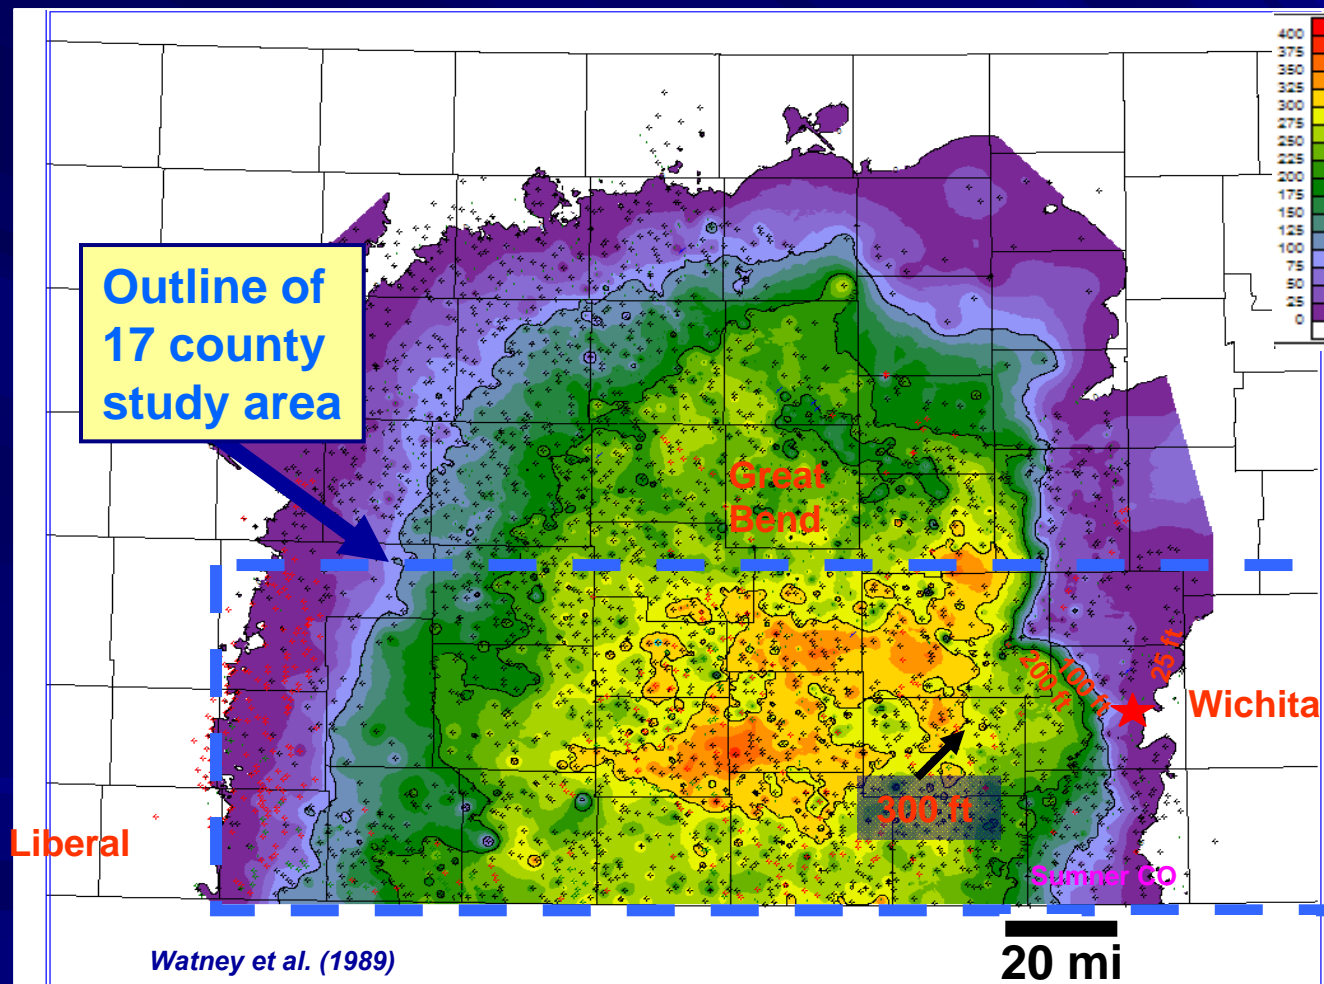 400
375
350
325
300
275
250
225
200
175
150
125
100
75
50
25
0
Outline of
17 county
study area
Great
Bend
25 ft
100 ft
200 ft
Wichita
300 ft
Liberal
Sumner CO
Watney et al. (1989)
20 mi